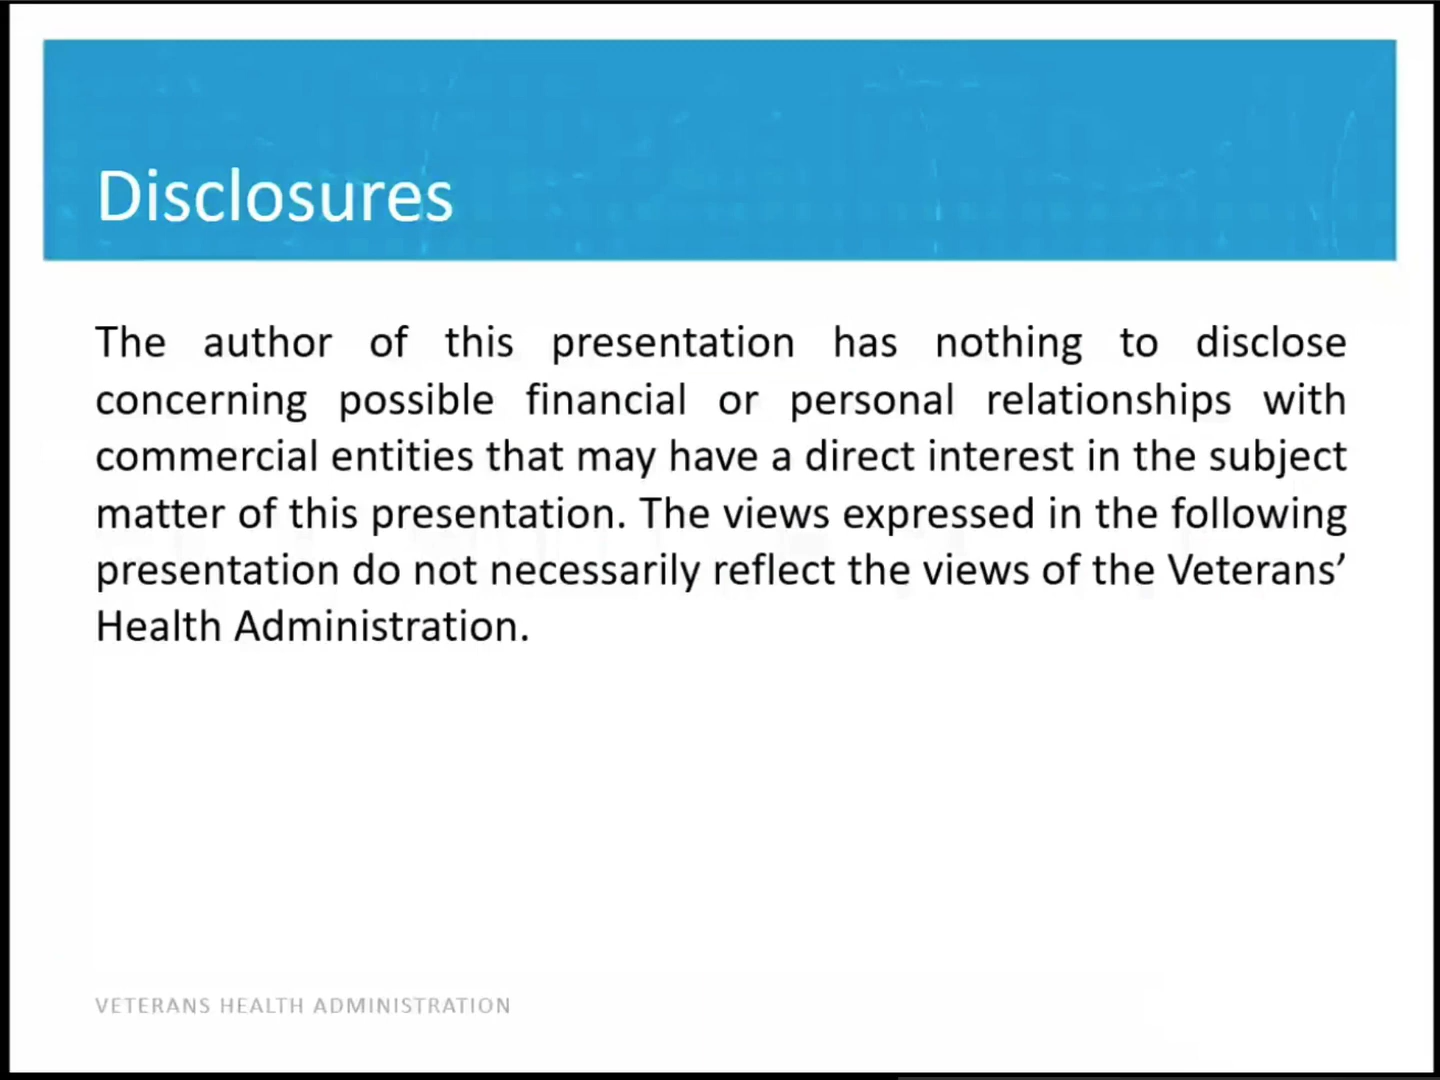 Disclosures
The author of this presentation has nothing to disclose
concerning possible financial or personal relationships with
commercial entities that may have a direct interest in the subject
matter of this presentation. The views expressed in the following
presentation do not necessarily reflect the views of the Veterans’
Health Administration.
VETERANS HEALTH ADMINISTRATION